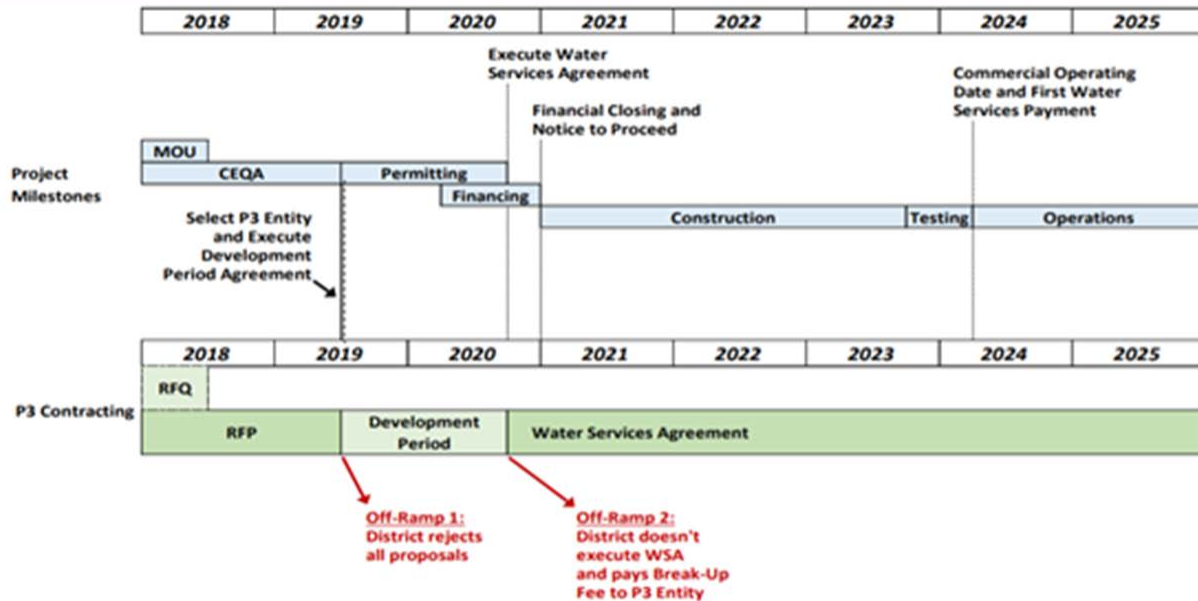 2018 2019 2020 2021 2022 2023 2024 2025
Execute Water
Services Agreement
Financial Closing and
Notice to Proceed
Commercial Operating
Date and First Water
Services Payment
Project
Milestones
MOU
CEQA Permitting
Financing
Construction Testing Operations
Select P3 Entity
and Execute
Development
Period Agreement
2018 2019 2020 2021 2022 2023 2024 2025
P3 Contracting
RFQ
RFP
Development
Period
Water Services Agreement
Off-Ramp 1:
District rejects
all proposals
Off-Ramp 2:
District doesn't
execute WSA
and pays Break-Up
Fee to P3 Entity